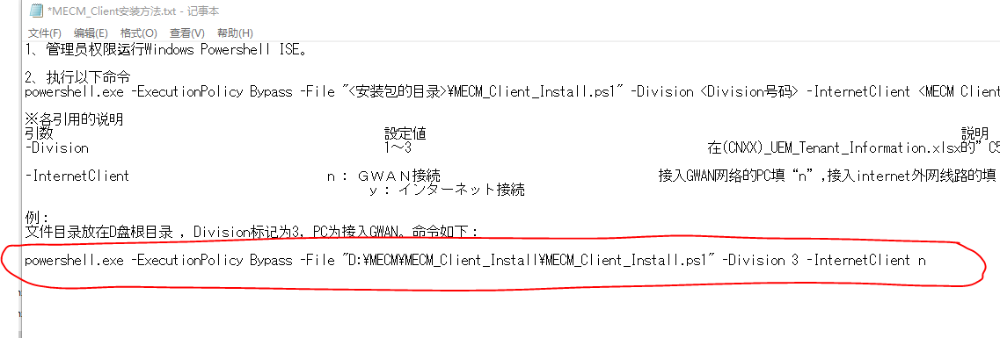 *MECM_Client安装方法.txt - 记事本
文件(F) 编辑(E) 格式(O) 查看(V) 帮助(H)
1、管理员权限运行Windows Powershell ISE。
2、执行以下命令
powershell.exe -ExecutionPolicy Bypass -File "<安装包的目录>¥MECM_Client_Install.ps1" -Division <Division号码> -InternetClient <MECM Client
※各引用的说明
引数 設定値 説明
-Division 1～3 在(CNXX)_UEM_Tenant_Information.xlsx的”C5
-InternetClient n : ＧＷＡＮ接続 接入GWAN网络的PC填“n”,接入internet外网线路的填
y : インターネット接続
例：
文件目录放在D盘根目录 ，Division标记为3，PC为接入GWAN。命令如下：
powershell.exe -ExecutionPolicy Bypass -File "D:¥MECM¥MECM_Client_Install¥MECM_Client_Install.ps1" -Division 3 -InternetClient n